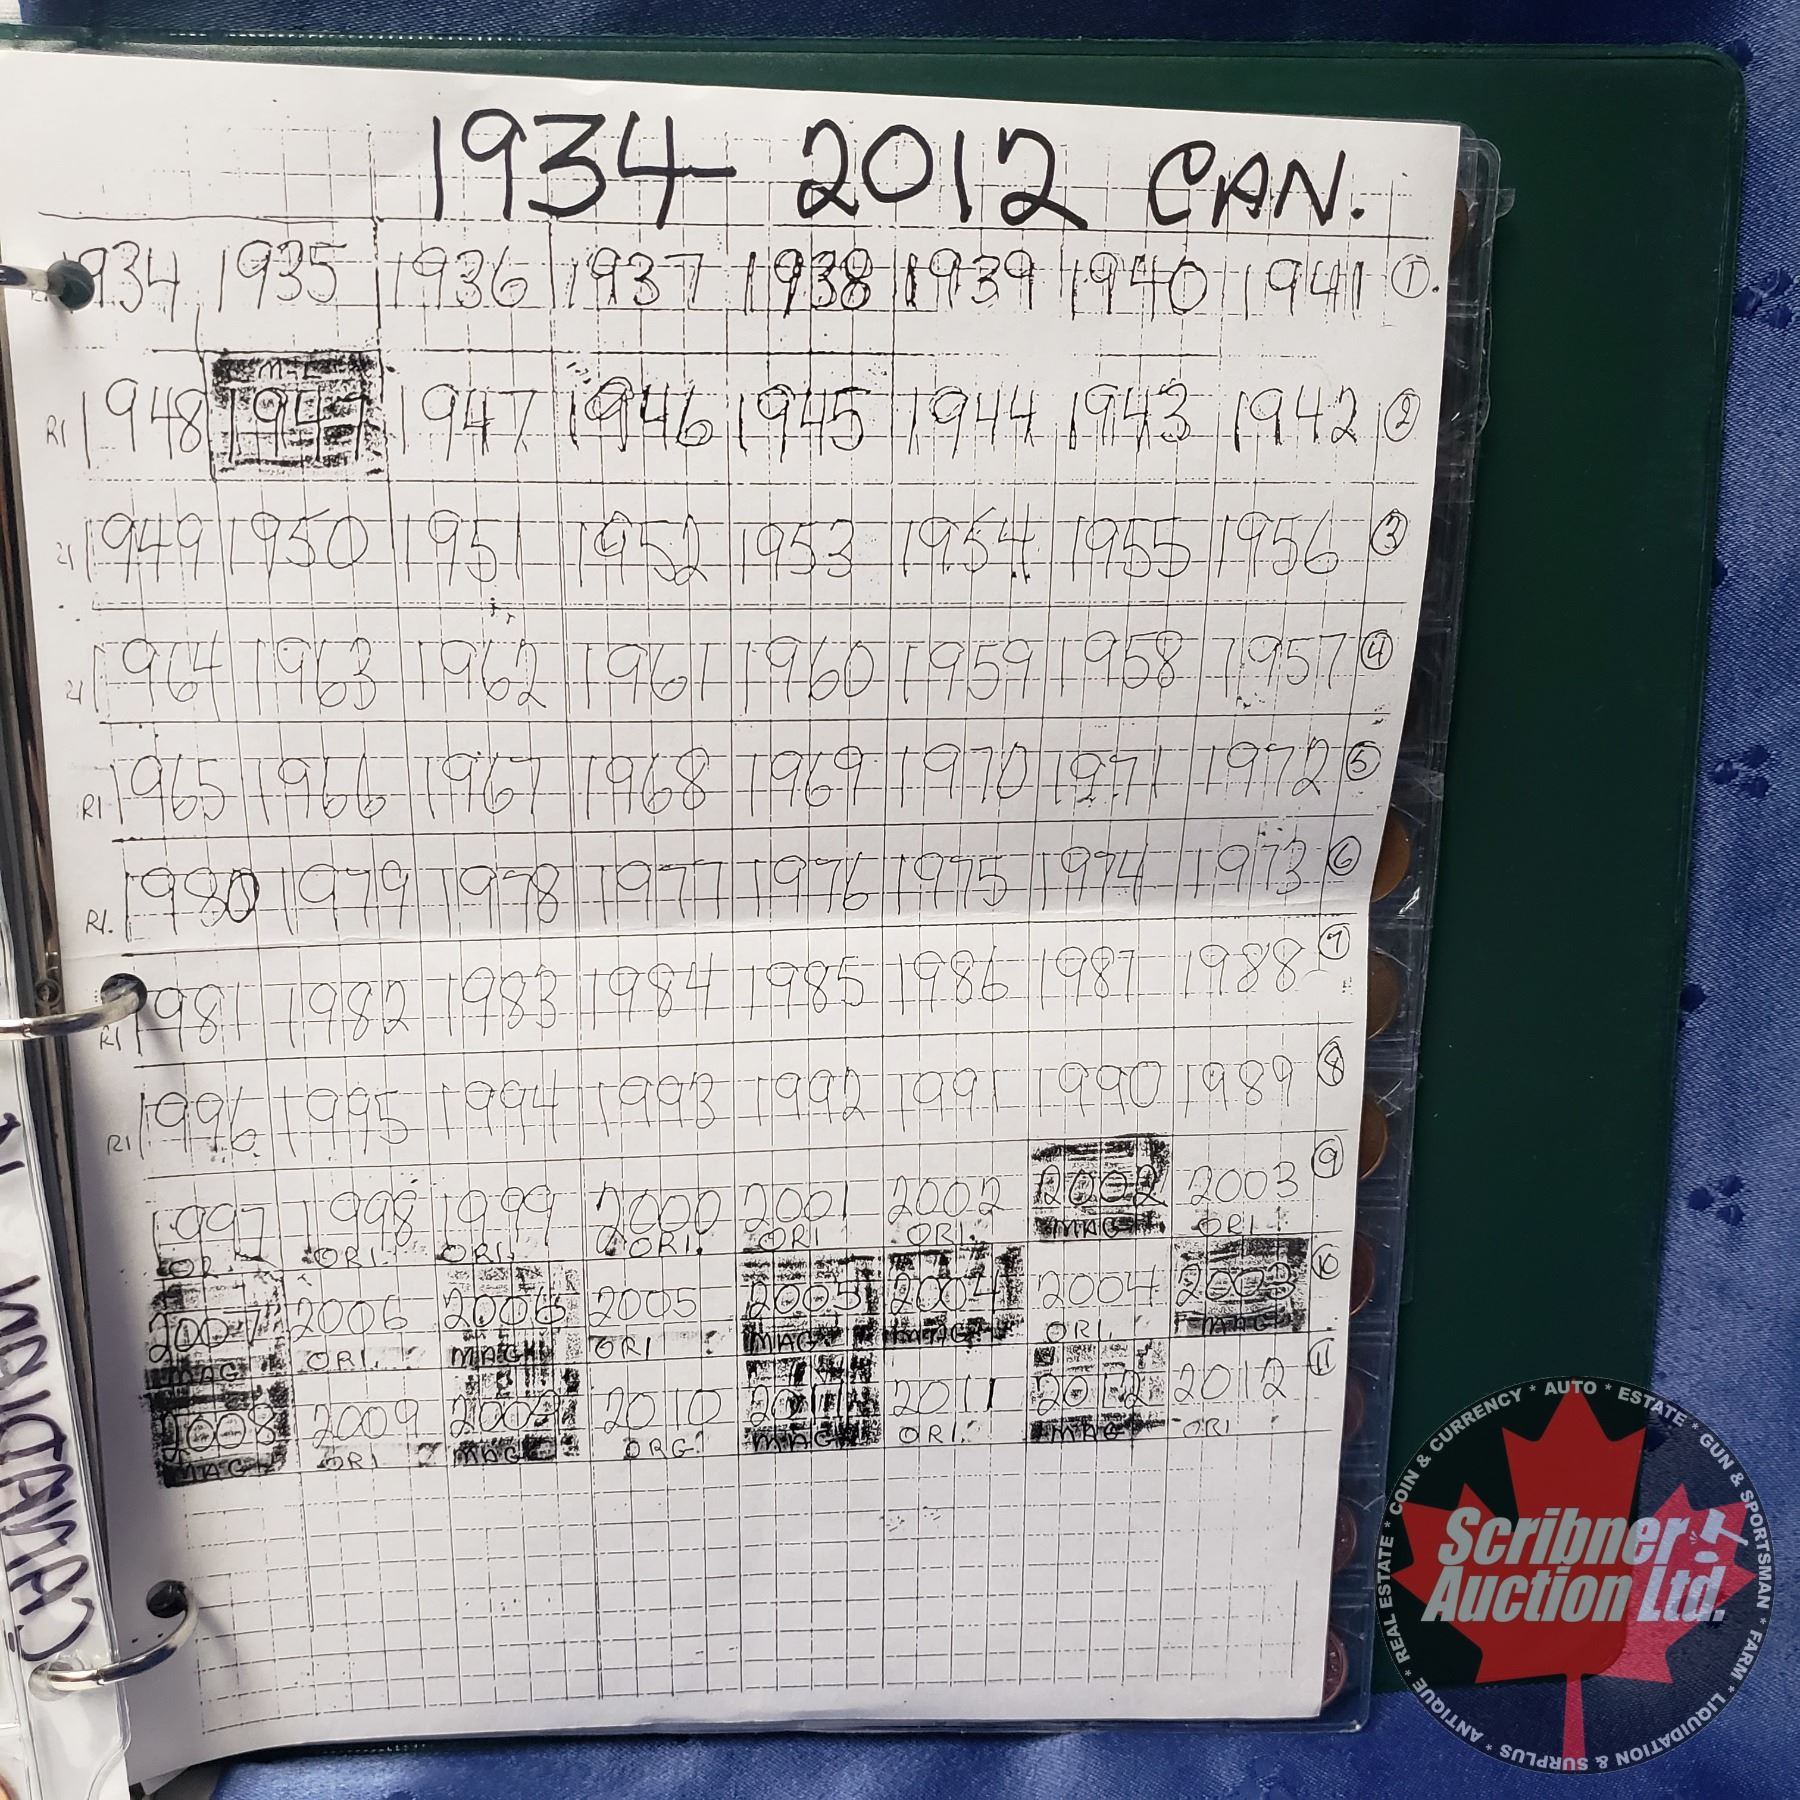 1934-2012 CAN.
1934 1935 1936 1937 1938 1939 1940 1941 ①.
M-L
R1 1948 1947 1947 1946 1945 1944 1943 1942 ②
1949 1950 1951 1952 1953 1954 1955 1956 ③
1964 1963 1962 1961 1960 1959 1958 1957 ④
R1 1965 1966 1967 1968 1969 1970 1971 1972 ⑤
R1. 1980 1979 1978 1977 1976 1975 1974 1973 ⑥
R1 1981 1982 1983 1984 1985 1986 1987 1988 ⑦
R1 1996 1995 1994 1993 1992 1991 1990 1989 ⑧
1997 1998 1999 2000 2001 2002 2002 2003 ⑨
ORI. ORI. ORI. ORI. ORI ORI. MAG ORI.
2007 2006 2006 2005 2005 2004 2004 2003 ⑩
MAG ORI. MAG ORI MAG MAG ORI. MAG
2008 2009 2009 2010 2011 2011 2012 2012 ⑪
MAG ORI MAG ORG. MAG ORI. MAG ORI
COIN & CURRENCY * AUTO * ESTATE * GUN & SPORTSMAN * FARM * LIQUIDATION & SURPLUS * ANTIQUE * REAL ESTATE *
Scribner
Auction Ltd.